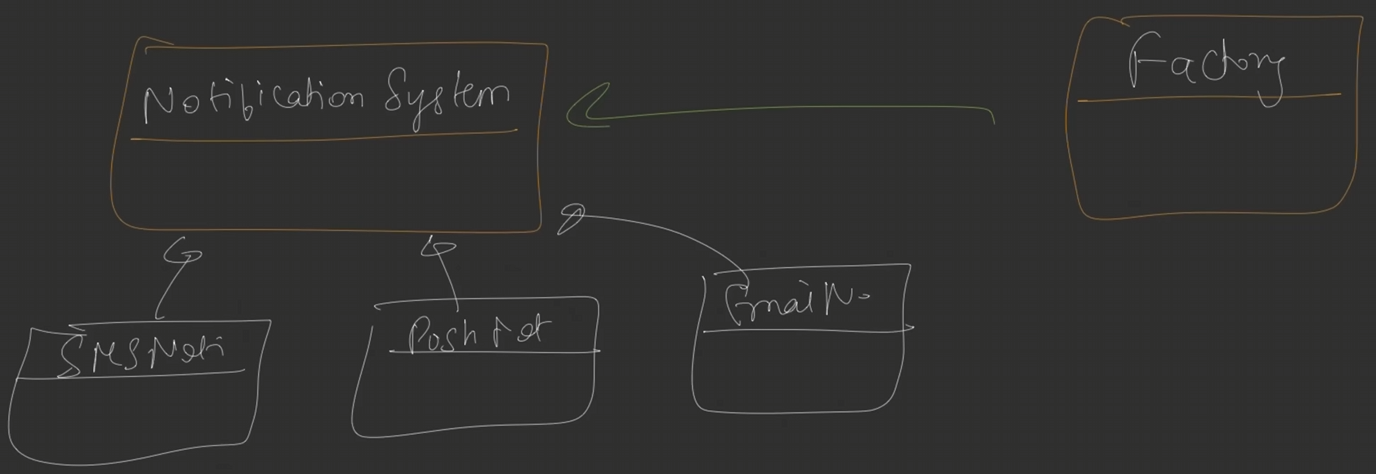 Notification System
Factory
SMSNoti
Push Not
EmailNo